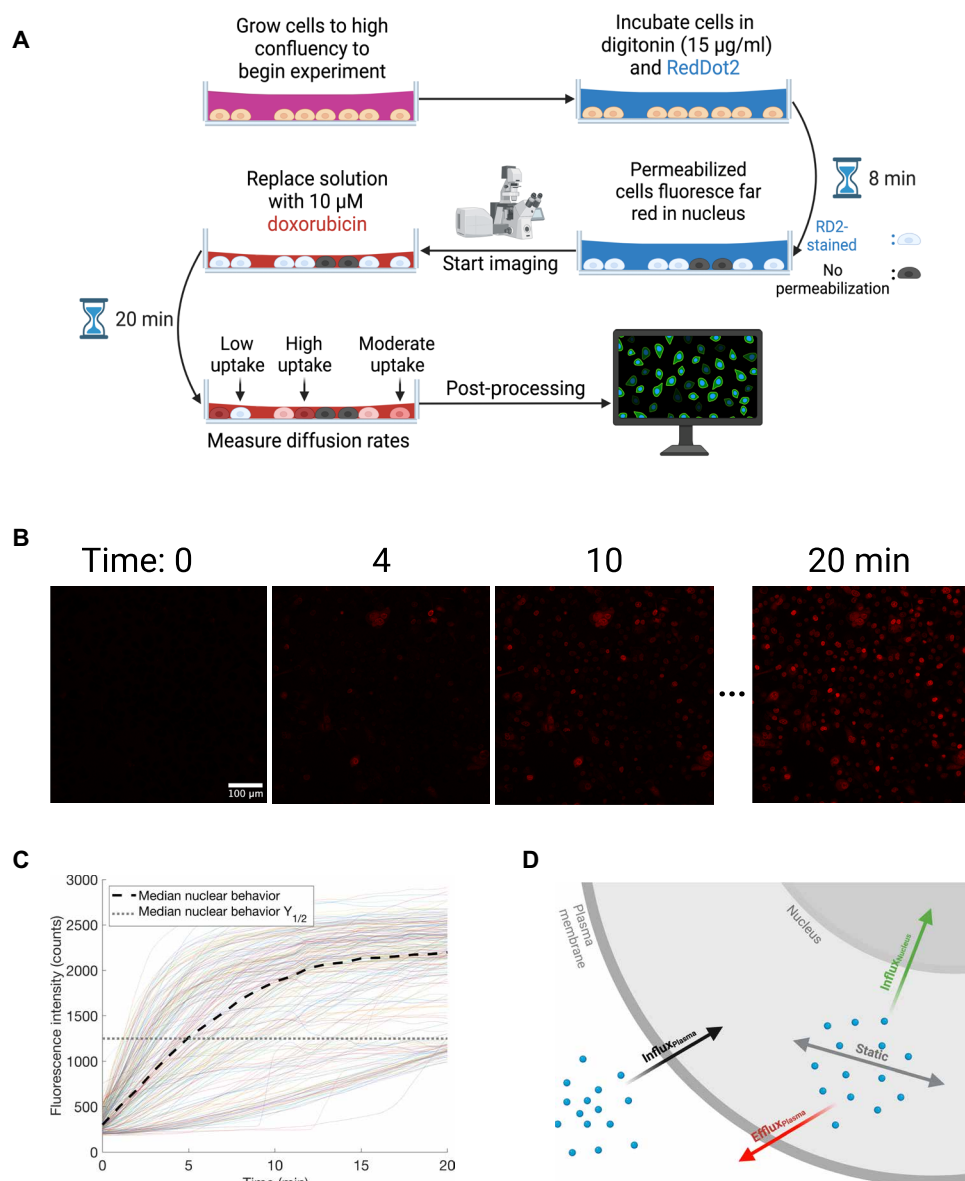 A
Grow cells to high
confluency to
begin experiment
Incubate cells in
digitonin (15 µg/ml)
and RedDot2
8 min
Replace solution
with 10 µM
doxorubicin
Start imaging
Permeabilized
cells fluoresce far
red in nucleus
RD2-
stained
No
permeabilization
20 min
Low
uptake
High
uptake
Moderate
uptake
Measure diffusion rates
Post-processing
B
Time: 0
4
10
20 min
...
100 µm
C
Fluorescence intensity (counts)
3000
2500
2000
1500
1000
500
0
Median nuclear behavior
Median nuclear behavior Y1/2
0
5
10
15
20
Time (min)
D
Plasma
membrane
Nucleus
InfluxNucleus
InfluxPlasma
Static
EffluxPlasma